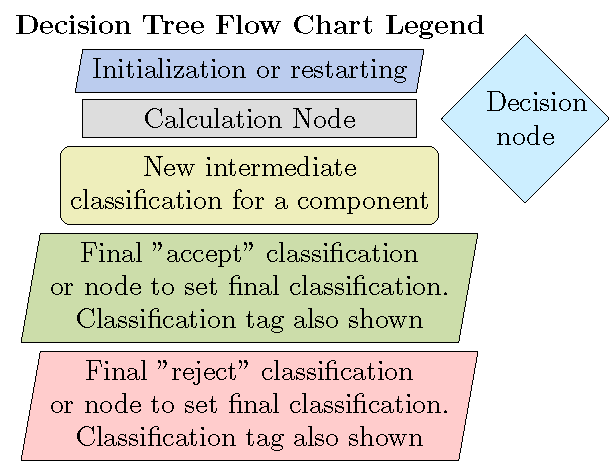 Decision Tree Flow Chart Legend
Initialization or restarting
Calculation Node
Decision
node
New intermediate
classification for a component
Final "accept" classification
or node to set final classification.
Classification tag also shown
Final "reject" classification
or node to set final classification.
Classification tag also shown